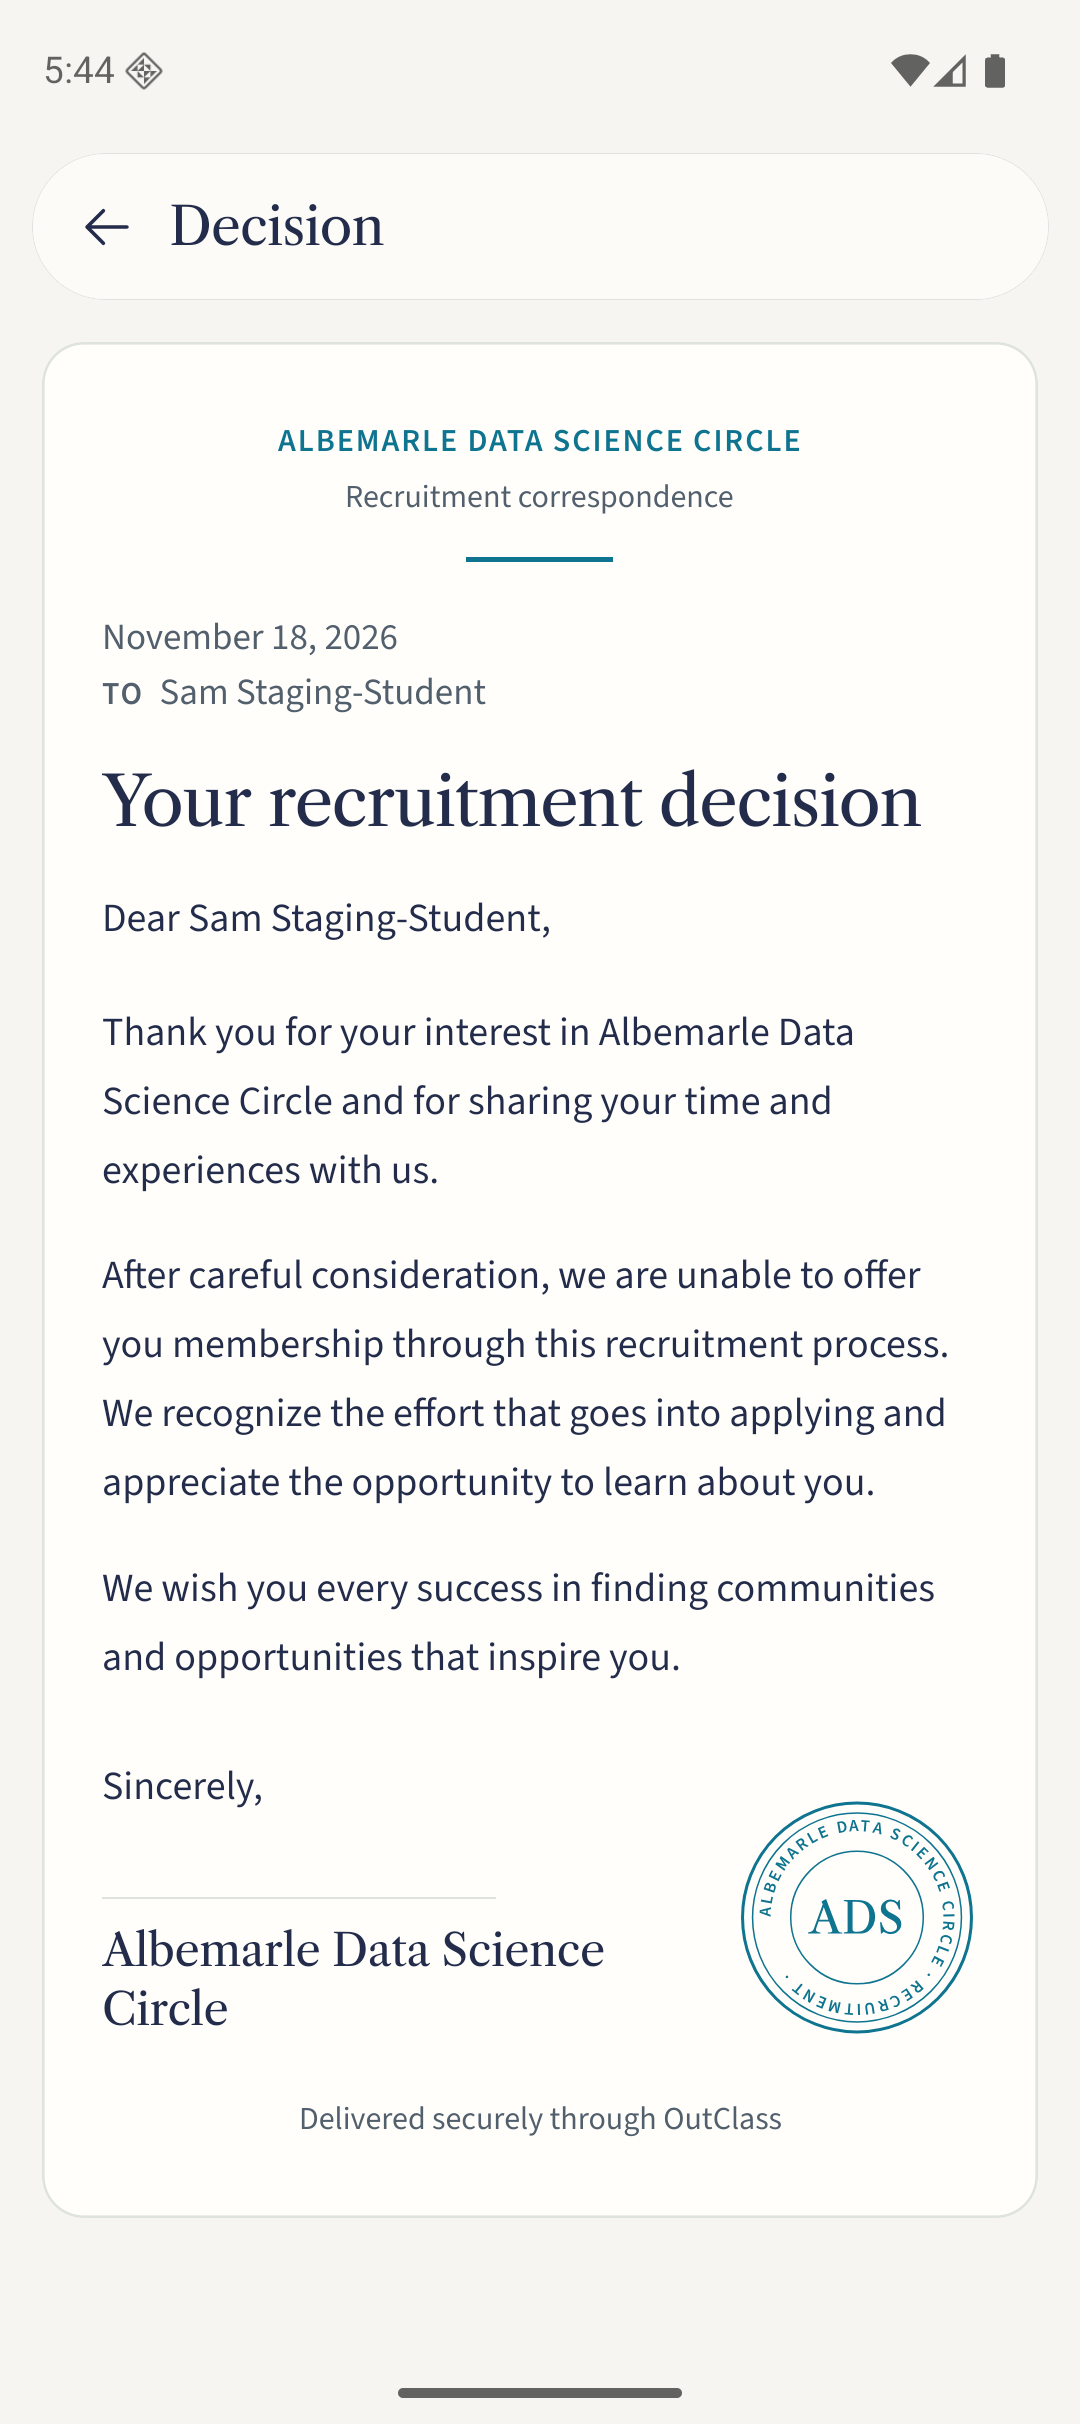 5:44
Decision
ALBEMARLE DATA SCIENCE CIRCLE
Recruitment correspondence
November 18, 2026
TO Sam Staging-Student
Your recruitment decision
Dear Sam Staging-Student,
Thank you for your interest in Albemarle Data
Science Circle and for sharing your time and
experiences with us.
After careful consideration, we are unable to offer
you membership through this recruitment process.
We recognize the effort that goes into applying and
appreciate the opportunity to learn about you.
We wish you every success in finding communities
and opportunities that inspire you.
Sincerely,
Albemarle Data Science
Circle
ALBEMARLE DATA SCIENCE CIRCLE · RECRUITMENT ·
ADS
Delivered securely through OutClass